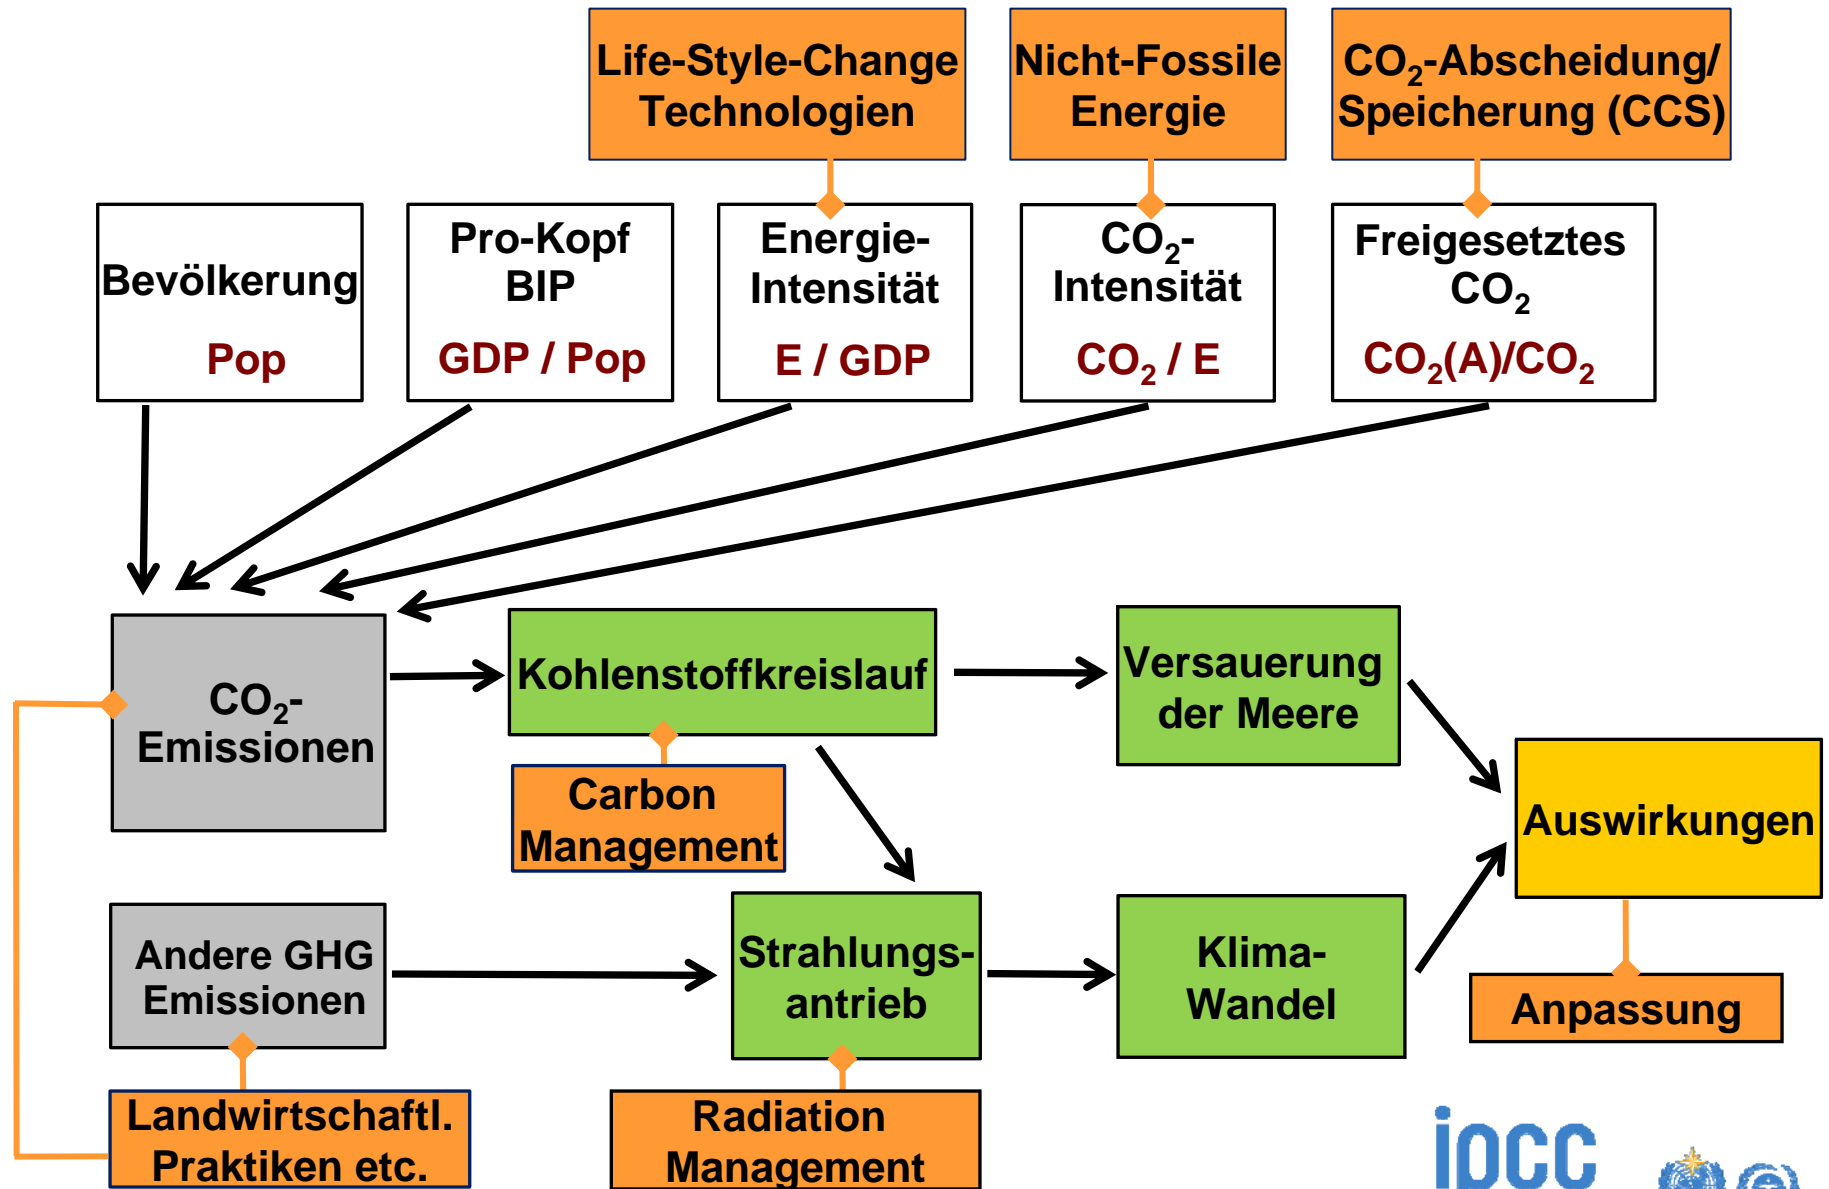 Life-Style-Change
Technologien
Nicht-Fossile
Energie
CO₂-Abscheidung/
Speicherung (CCS)
Bevölkerung
Pop
Pro-Kopf
BIP
GDP / Pop
Energie-
Intensität
E / GDP
CO₂-
Intensität
CO₂ / E
Freigesetztes
CO₂
CO₂(A)/CO₂
CO₂-
Emissionen
Kohlenstoffkreislauf
Versauerung
der Meere
Carbon
Management
Auswirkungen
Andere GHG
Emissionen
Strahlungs-
antrieb
Klima-
Wandel
Anpassung
Landwirtschaftl.
Praktiken etc.
Radiation
Management
ipcc